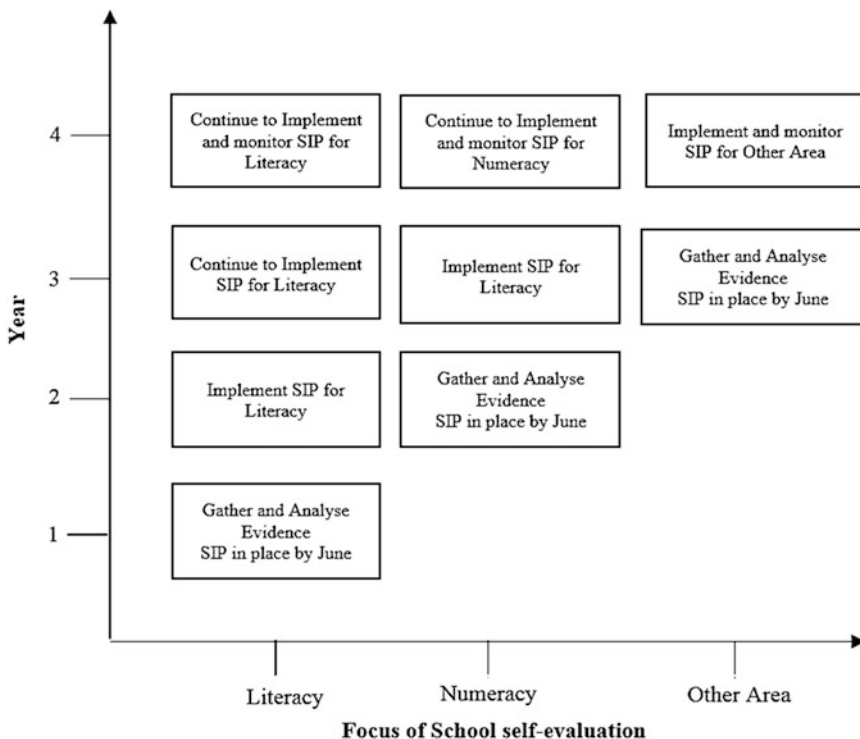 Year
4
Continue to Implement
and monitor SIP for
Literacy
Continue to Implement
and monitor SIP for
Numeracy
Implement and monitor
SIP for Other Area
3
Continue to Implement
SIP for Literacy
Implement SIP for
Literacy
Gather and Analyse
Evidence
SIP in place by June
2
Implement SIP for
Literacy
Gather and Analyse
Evidence
SIP in place by June
1
Gather and Analyse
Evidence
SIP in place by June
Literacy
Numeracy
Other Area
Focus of School self-evaluation